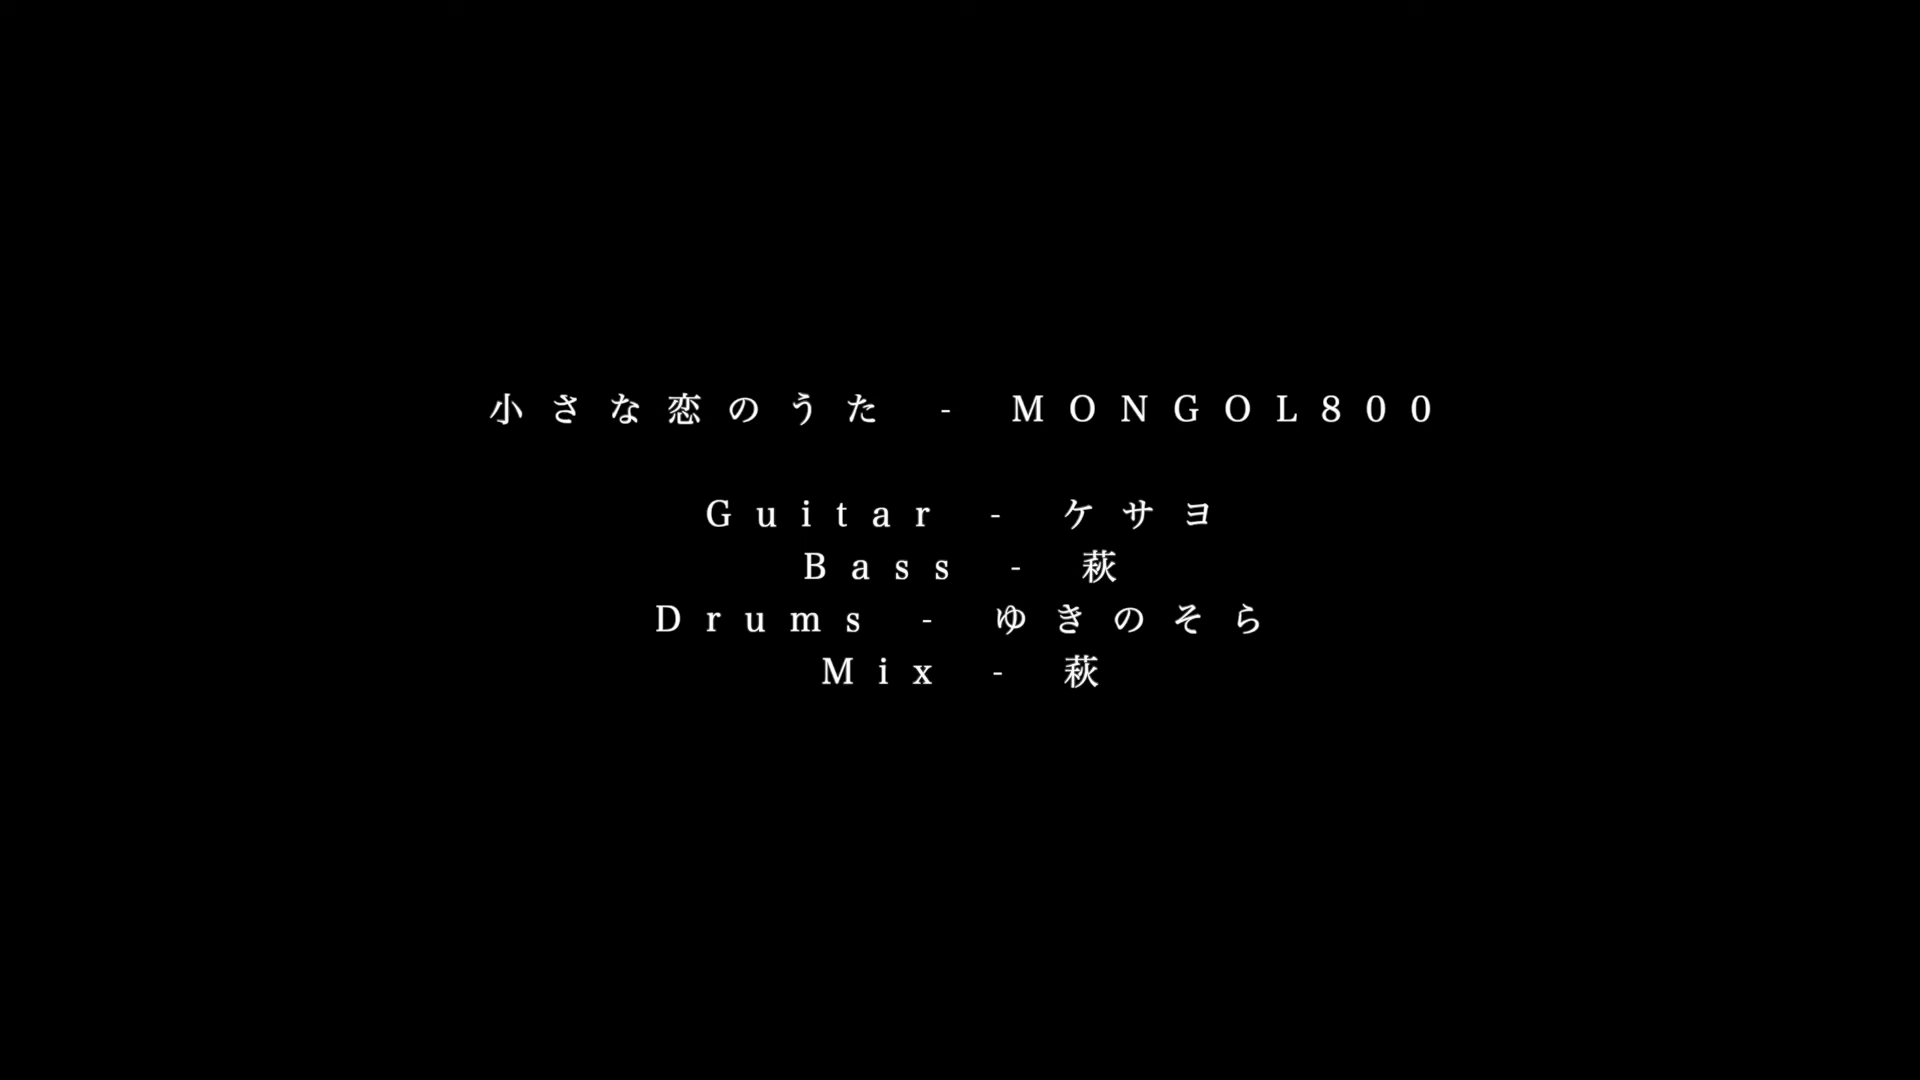 小さな恋のうた - MONGOL800
Guitar - ケサヨ
Bass - 萩
Drums - ゆきのそら
Mix - 萩